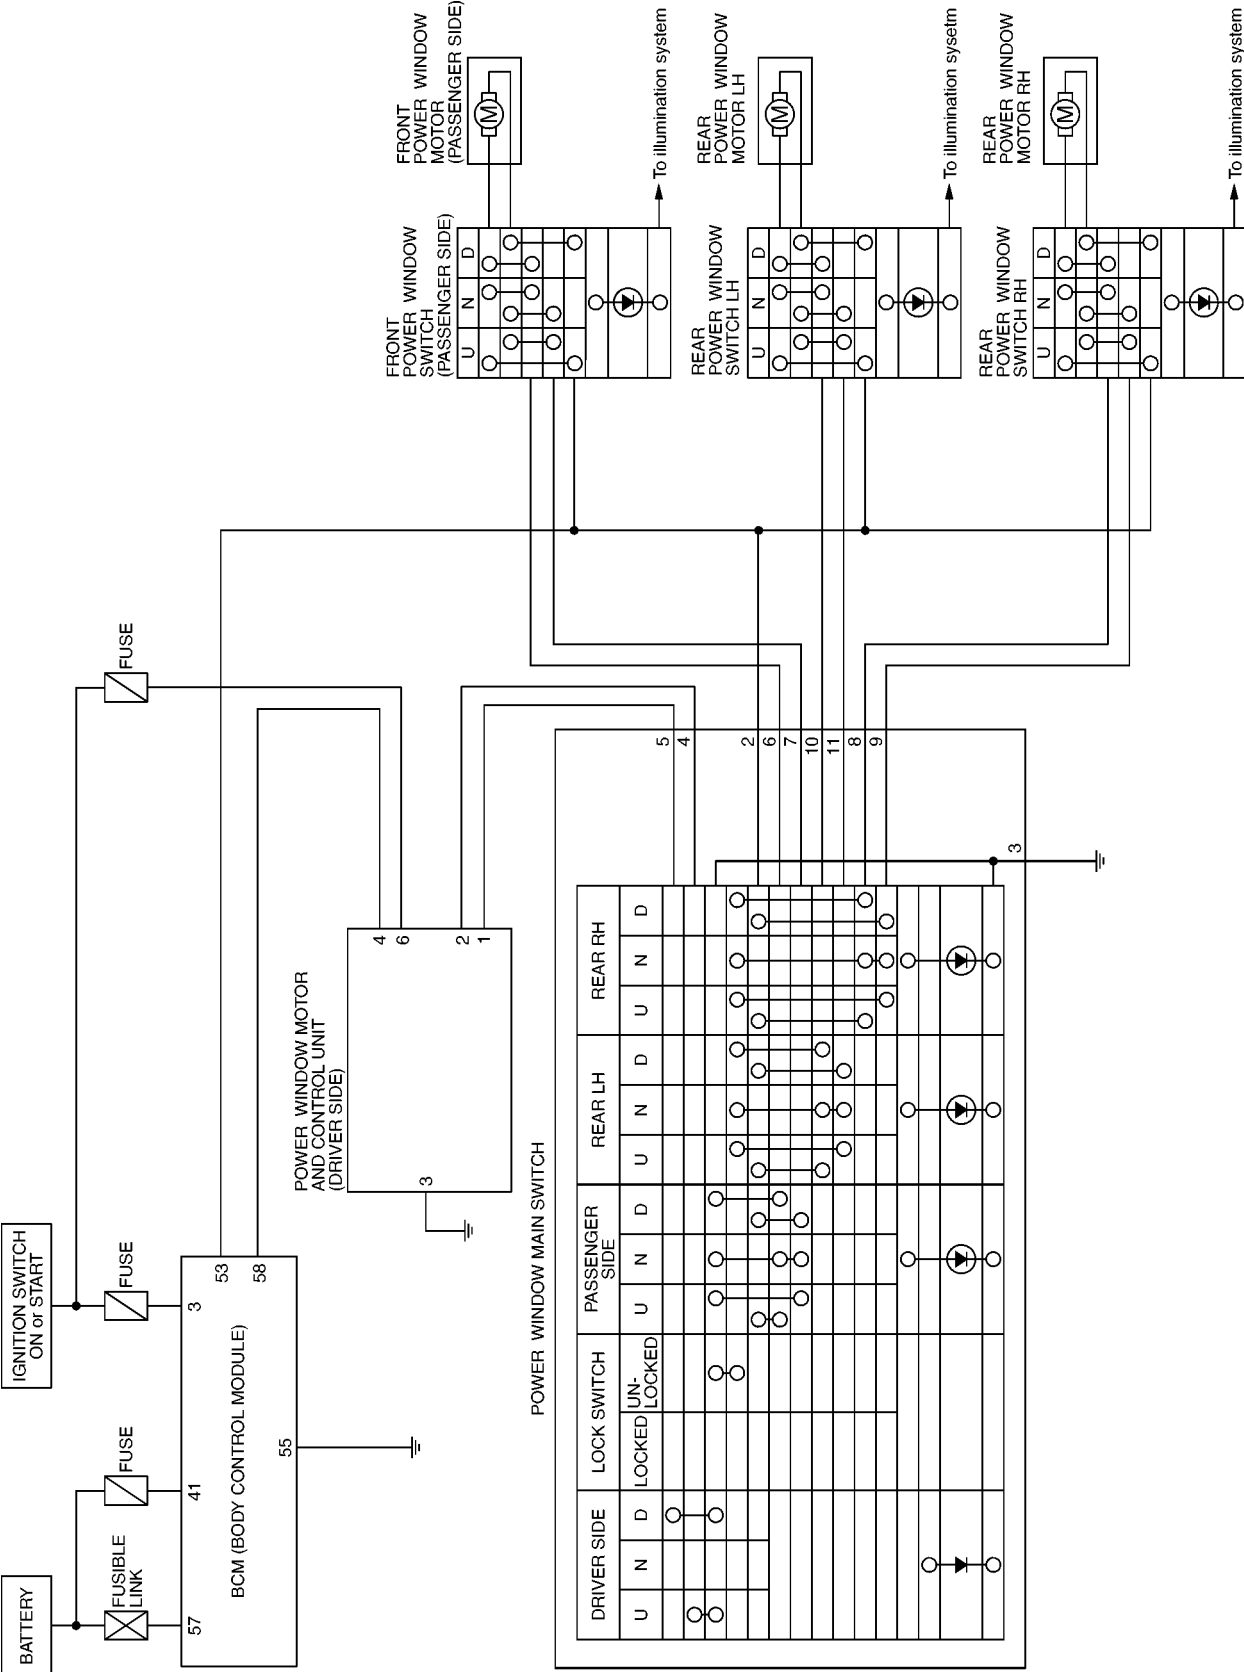 BATTERY
FUSIBLE
LINK
FUSE
IGNITION SWITCH
ON or START
FUSE
FUSE
57
41
3
BCM (BODY CONTROL MODULE)
55
53
58
POWER WINDOW MOTOR
AND CONTROL UNIT
(DRIVER SIDE)
3
4
6
2
1
POWER WINDOW MAIN SWITCH
5
4
2
6
7
10
11
8
9
3
DRIVER SIDE
U
N
D
LOCK SWITCH
LOCKED
UN-
LOCKED
PASSENGER
SIDE
U
N
D
REAR LH
U
N
D
REAR RH
U
N
D
FRONT
POWER WINDOW
SWITCH
(PASSENGER SIDE)
U
N
D
FRONT
POWER WINDOW
MOTOR
(PASSENGER SIDE)
M
To illumination system
REAR
POWER WINDOW
SWITCH LH
U
N
D
REAR
POWER WINDOW
MOTOR LH
M
To illumination sysetm
REAR
POWER WINDOW
SWITCH RH
U
N
D
REAR
POWER WINDOW
MOTOR RH
M
To illumination system